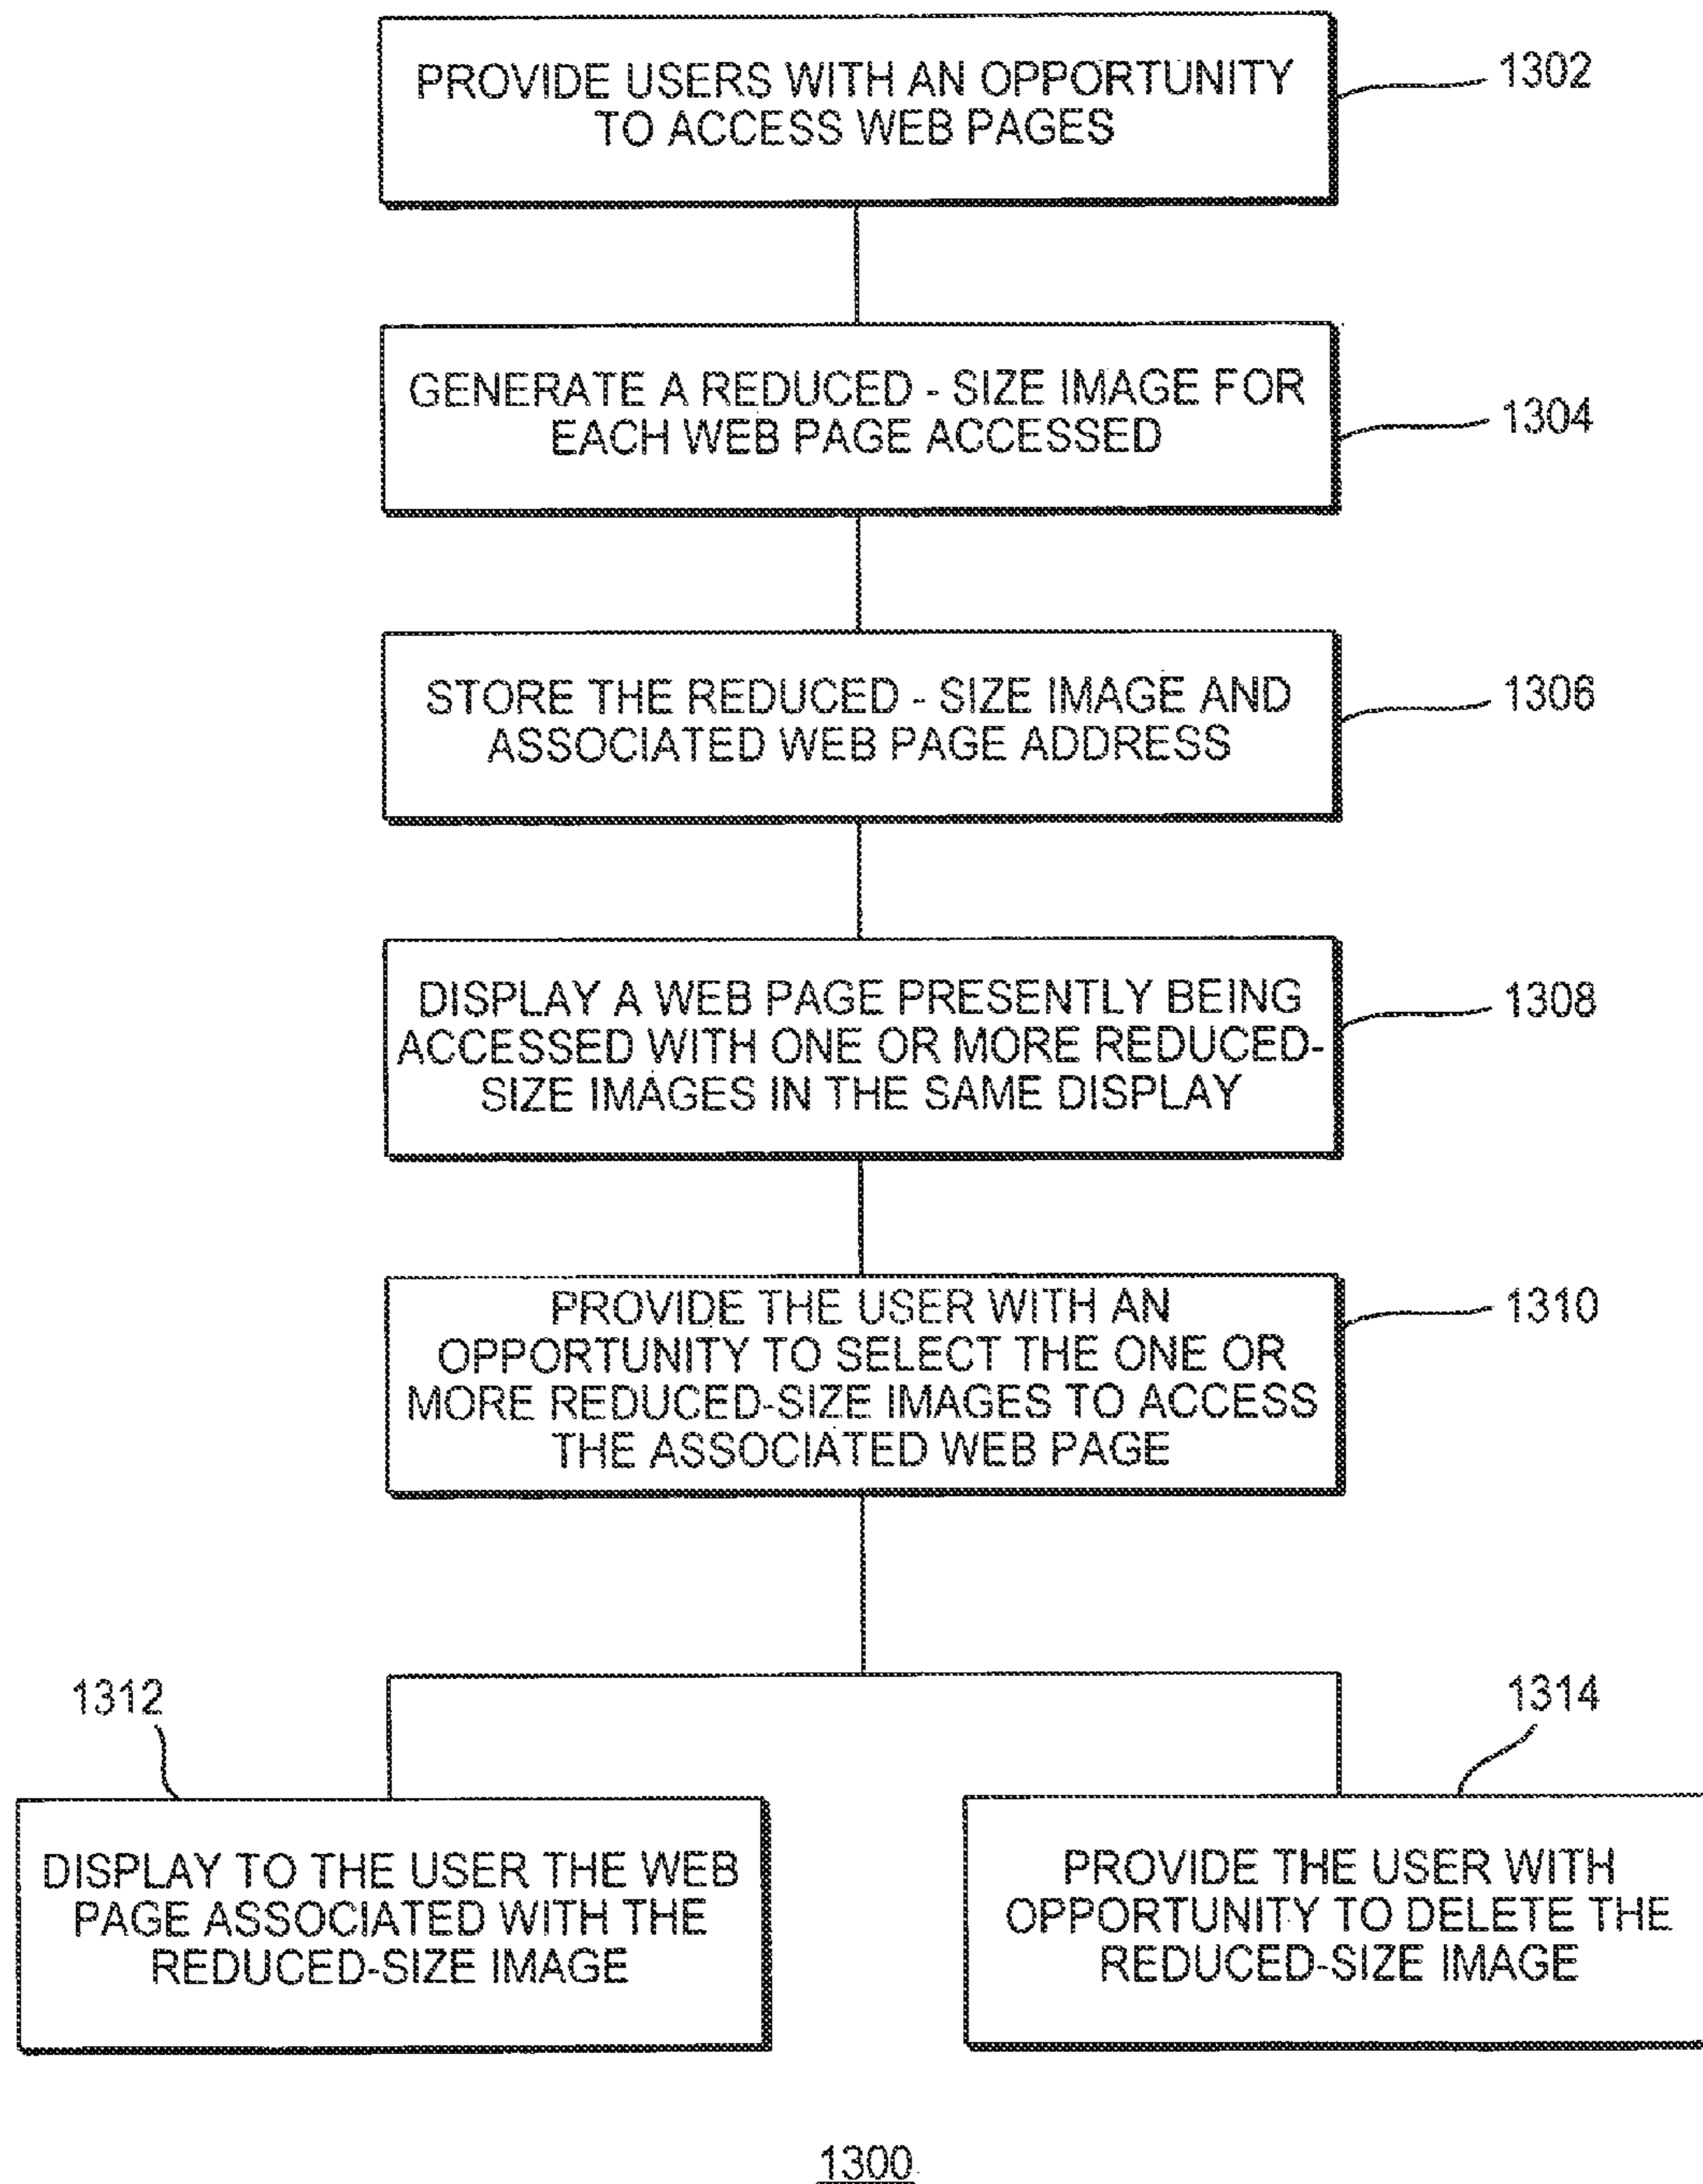 PROVIDE USERS WITH AN OPPORTUNITY
TO ACCESS WEB PAGES
1302
GENERATE A REDUCED - SIZE IMAGE FOR
EACH WEB PAGE ACCESSED
1304
STORE THE REDUCED - SIZE IMAGE AND
ASSOCIATED WEB PAGE ADDRESS
1306
DISPLAY A WEB PAGE PRESENTLY BEING
ACCESSED WITH ONE OR MORE REDUCED-
SIZE IMAGES IN THE SAME DISPLAY
1308
PROVIDE THE USER WITH AN
OPPORTUNITY TO SELECT THE ONE OR
MORE REDUCED-SIZE IMAGES TO ACCESS
THE ASSOCIATED WEB PAGE
1310
1312
DISPLAY TO THE USER THE WEB
PAGE ASSOCIATED WITH THE
REDUCED-SIZE IMAGE
1314
PROVIDE THE USER WITH
OPPORTUNITY TO DELETE THE
REDUCED-SIZE IMAGE
1300